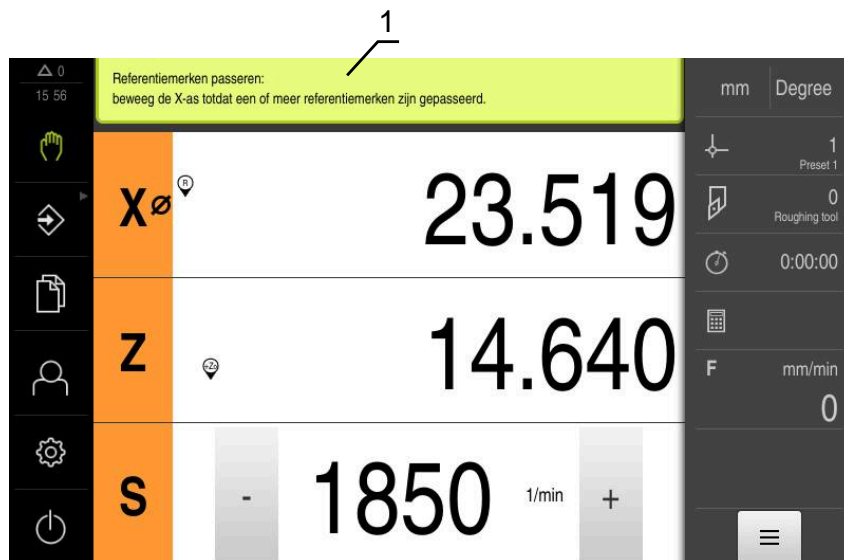 1
△ 0
15 56
Referentiemerken passeren:
beweeg de X-as totdat een of meer referentiemerken zijn gepasseerd.
mm Degree
1
Preset 1
0
Roughing tool
0:00:00
F mm/min
0
X⌀ R 23.519
Z +Zo 14.640
S - 1850 1/min +